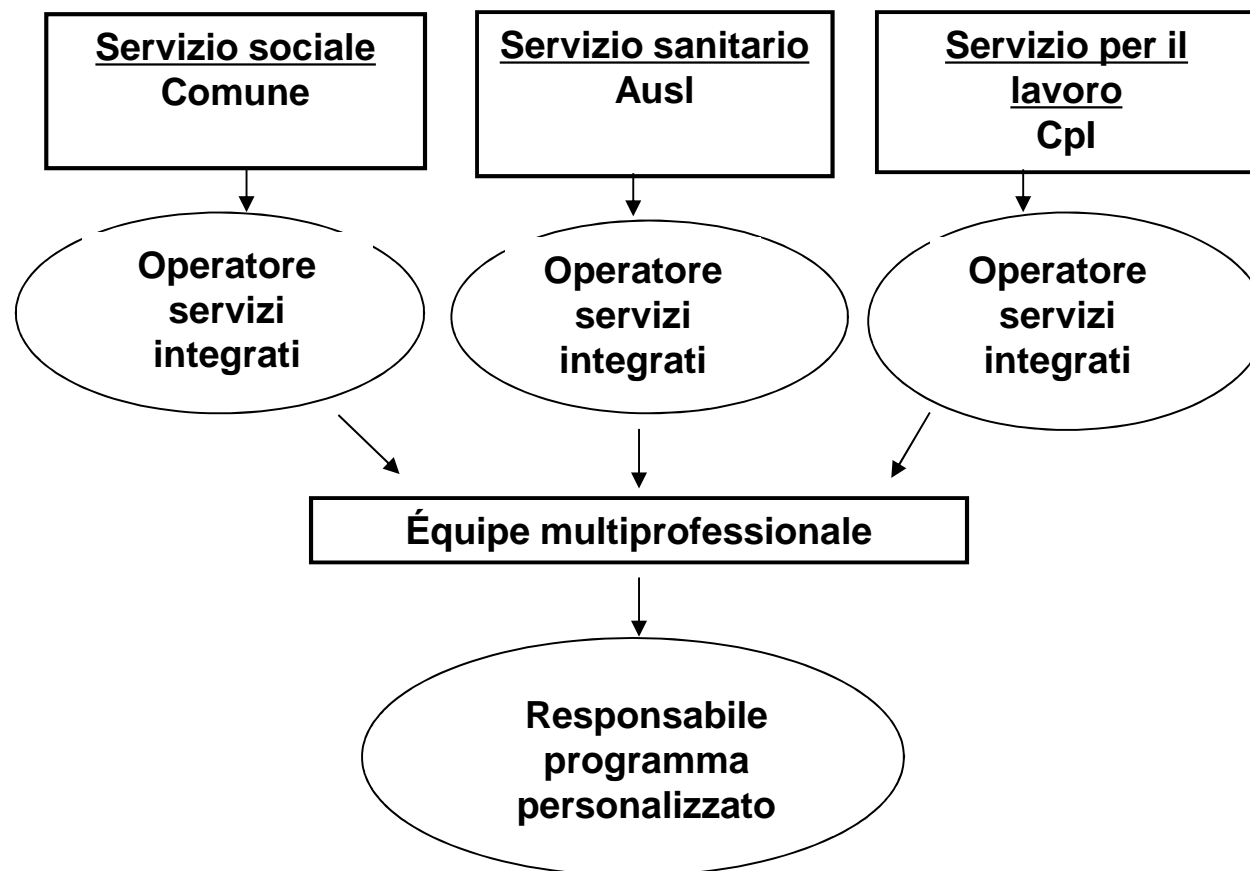 Servizio sociale
Comune
Servizio sanitario
Ausl
Servizio per il
lavoro
Cpl
Operatore
servizi
integrati
Operatore
servizi
integrati
Operatore
servizi
integrati
Équipe multiprofessionale
Responsabile
programma
personalizzato